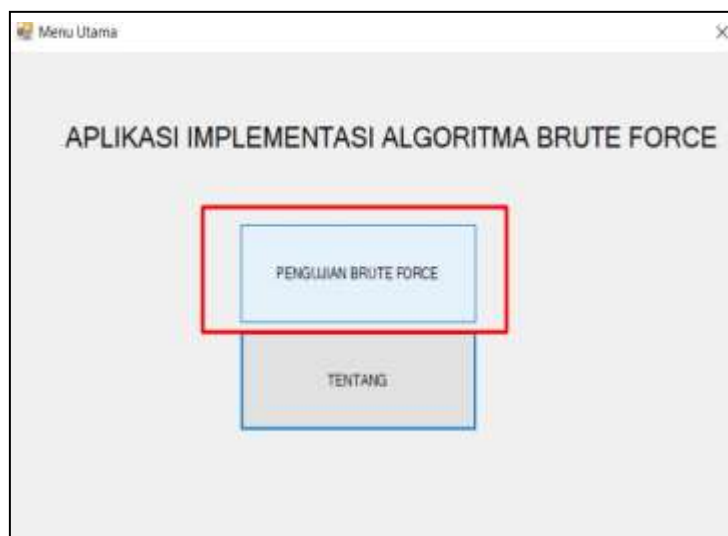 Menu Utama
APLIKASI IMPLEMENTASI ALGORITMA BRUTE FORCE
PENGUJIAN BRUTE FORCE
TENTANG